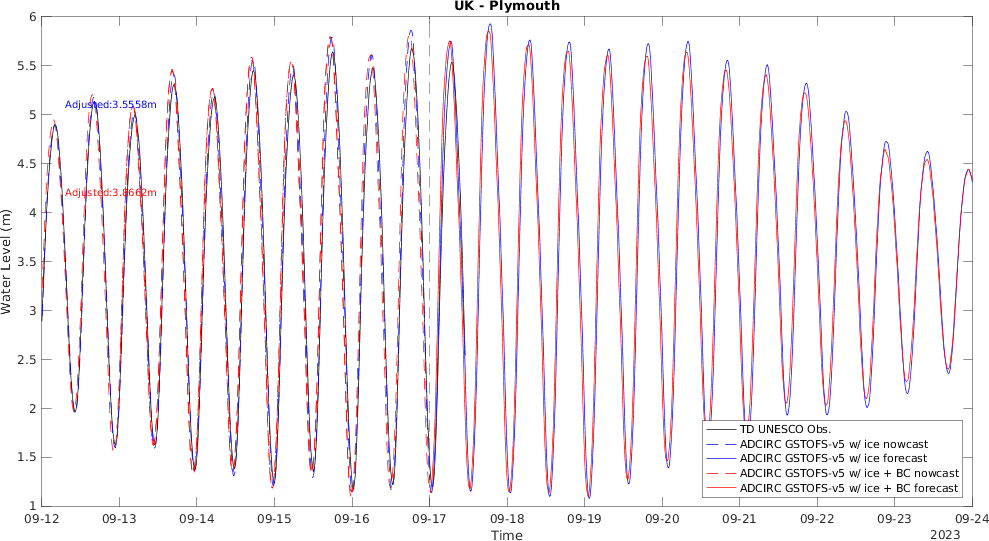 UK - Plymouth
6
5.5
5
4.5
4
3.5
3
2.5
2
1.5
1
Water Level (m)
Adjusted:3.5558m
Adjusted:3.8662m
TD UNESCO Obs.
ADCIRC GSTOFS-v5 w/ ice nowcast
ADCIRC GSTOFS-v5 w/ ice forecast
ADCIRC GSTOFS-v5 w/ ice + BC nowcast
ADCIRC GSTOFS-v5 w/ ice + BC forecast
09-12 09-13 09-14 09-15 09-16 09-17 09-18 09-19 09-20 09-21 09-22 09-23 09-24
Time
2023